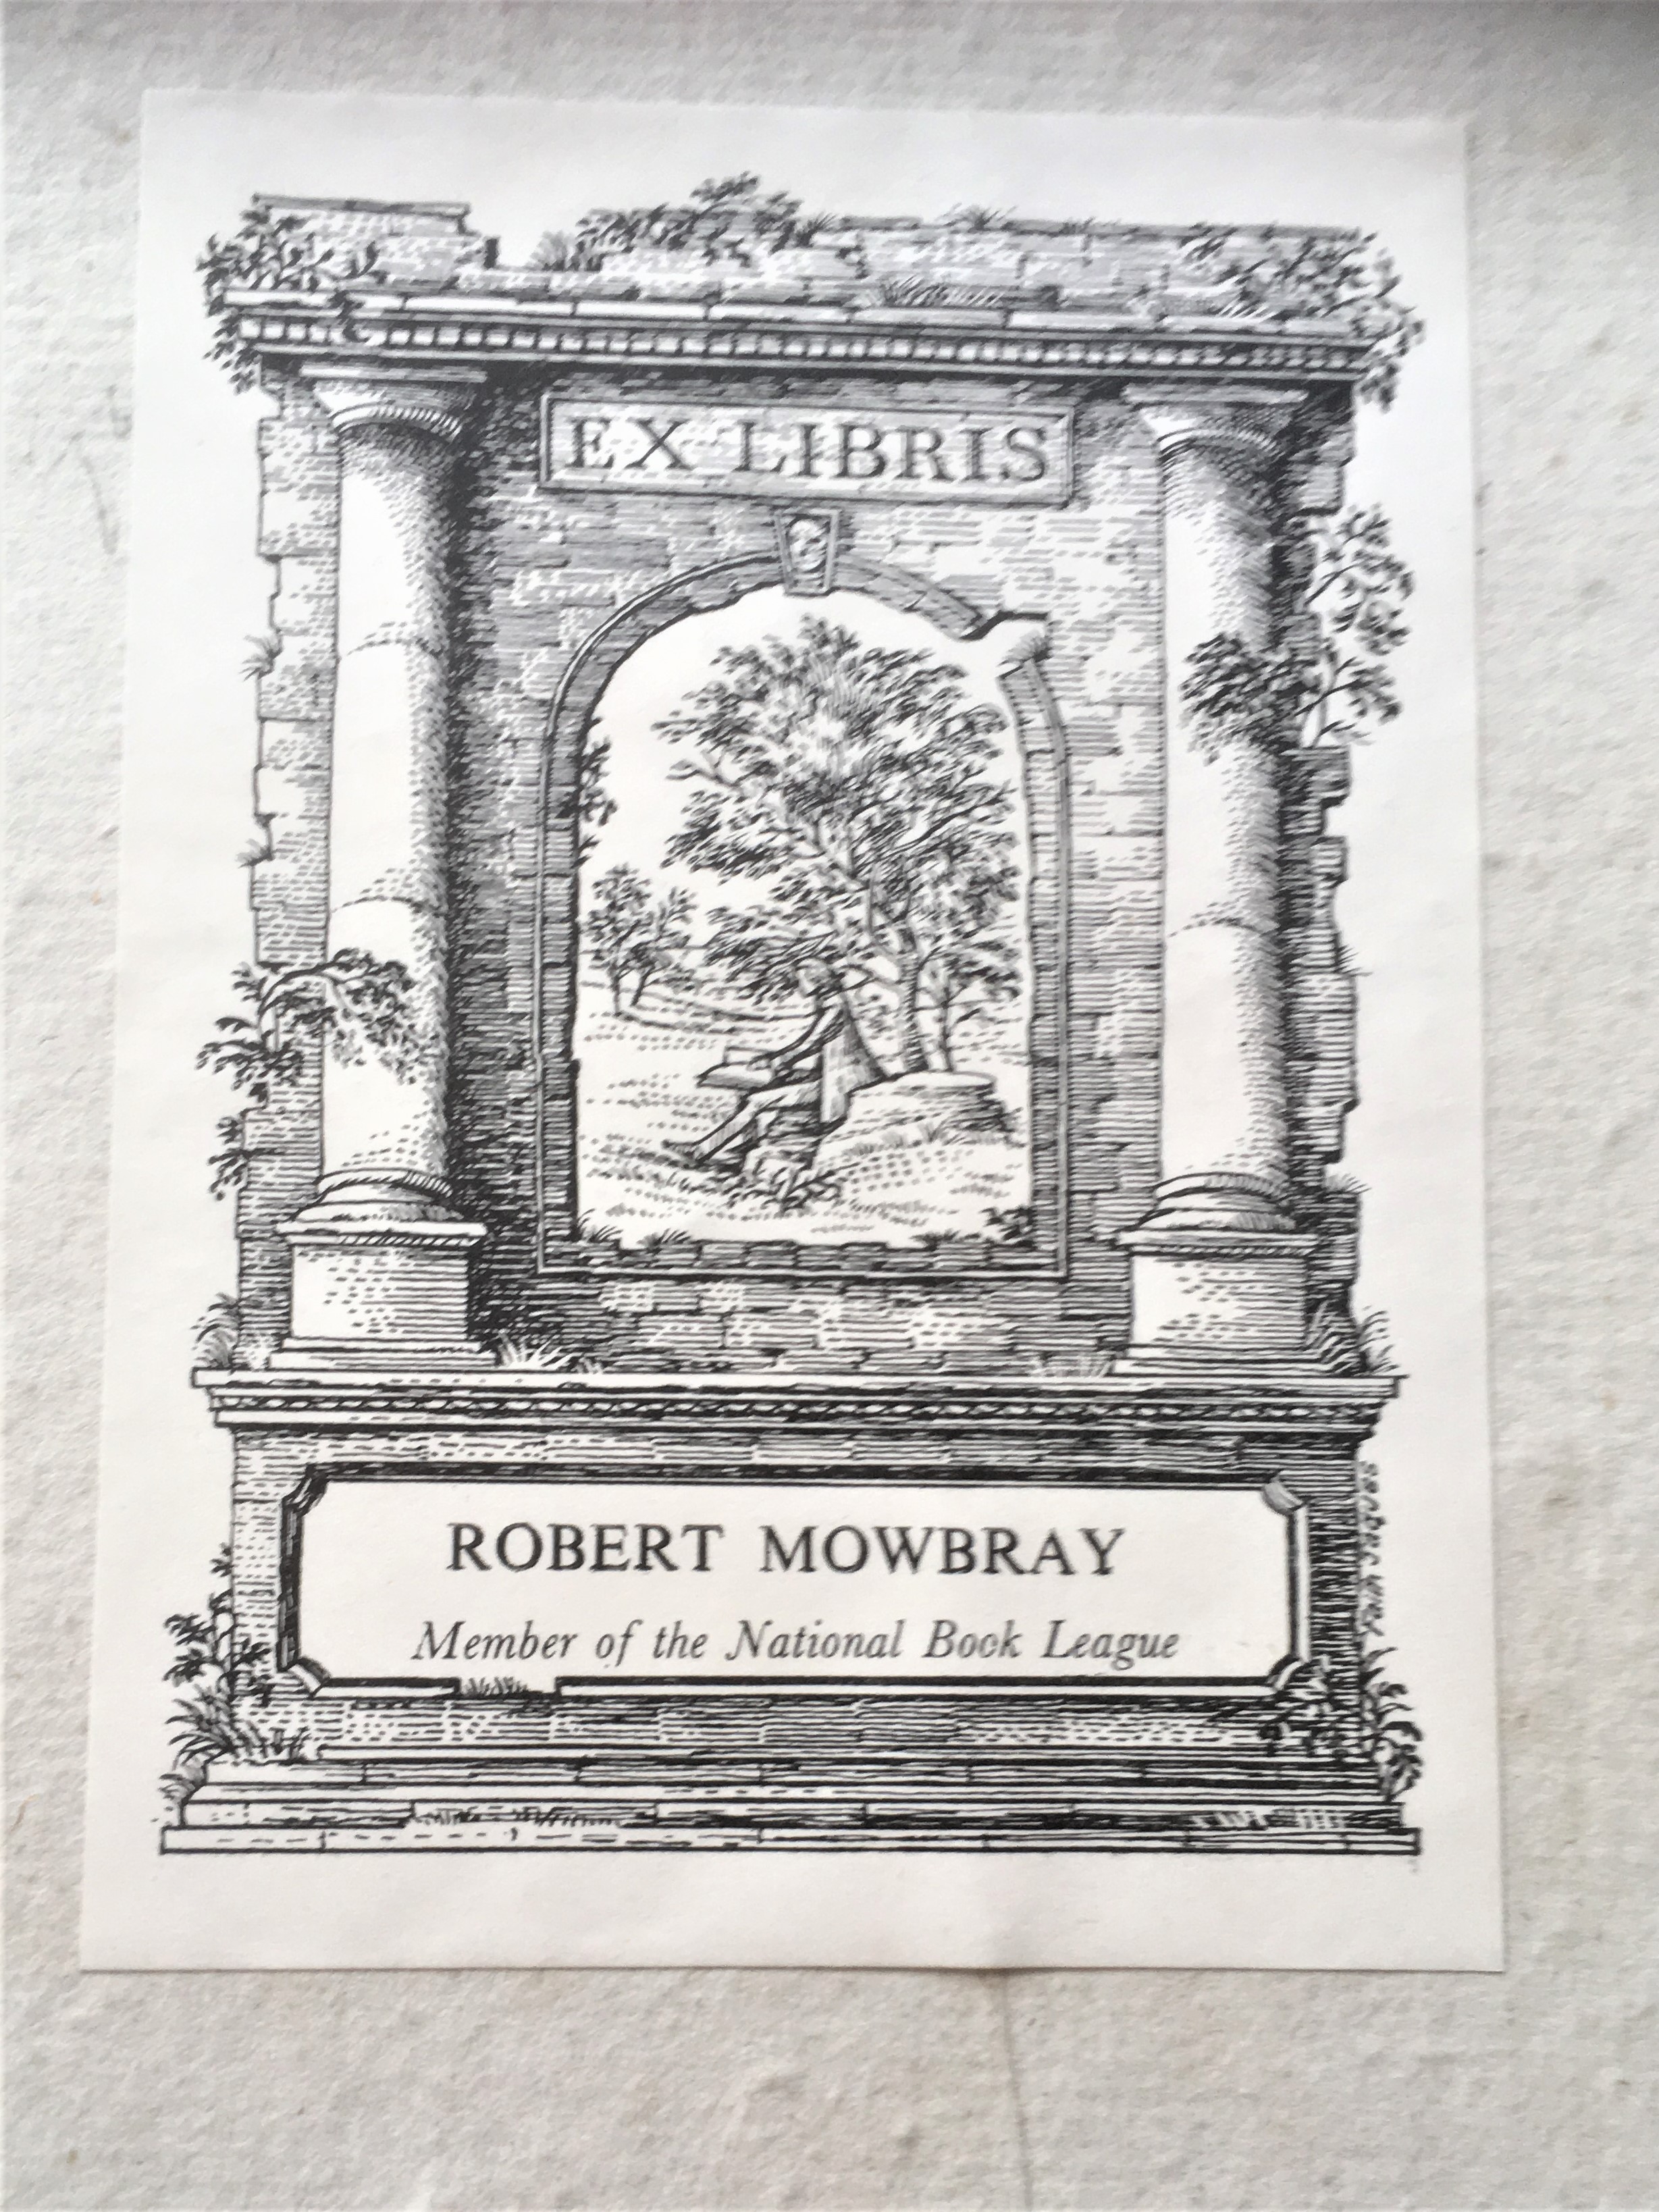 EX LIBRIS
ROBERT MOWBRAY
Member of the National Book League